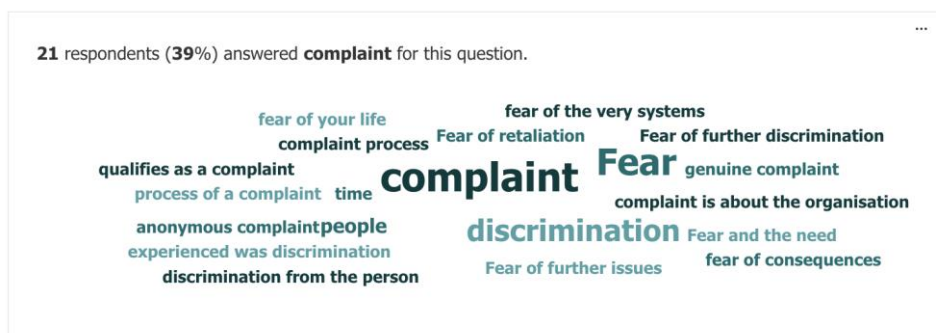 ...
21 respondents (39%) answered complaint for this question.
fear of your life
fear of the very systems
complaint process
Fear of retaliation
Fear of further discrimination
qualifies as a complaint
complaint
Fear
genuine complaint
process of a complaint
time
complaint is about the organisation
anonymous complaint
people
discrimination
Fear and the need
experienced was discrimination
Fear of further issues
fear of consequences
discrimination from the person